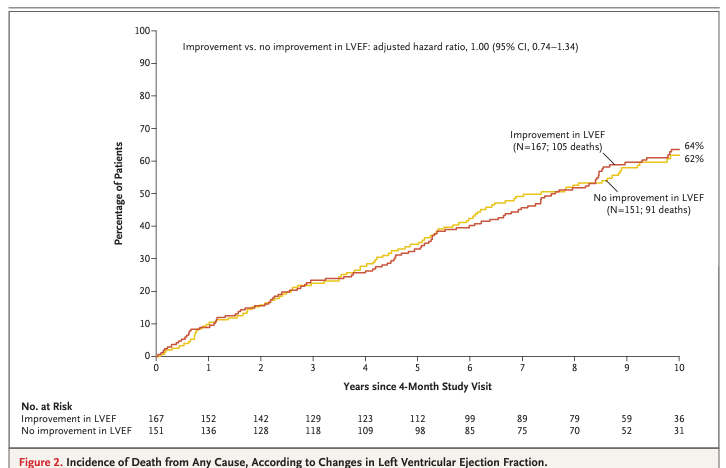 100
Improvement vs. no improvement in LVEF: adjusted hazard ratio, 1.00 (95% CI, 0.74–1.34)
90
80
70
Improvement in LVEF
(N=167; 105 deaths)
64%
62%
60
50
No improvement in LVEF
(N=151; 91 deaths)
40
30
20
10
0
Percentage of Patients
0 1 2 3 4 5 6 7 8 9 10
Years since 4-Month Study Visit
No. at Risk
Improvement in LVEF 167 152 142 129 123 112 99 89 79 59 36
No improvement in LVEF 151 136 128 118 109 98 85 75 70 52 31
Figure 2. Incidence of Death from Any Cause, According to Changes in Left Ventricular Ejection Fraction.